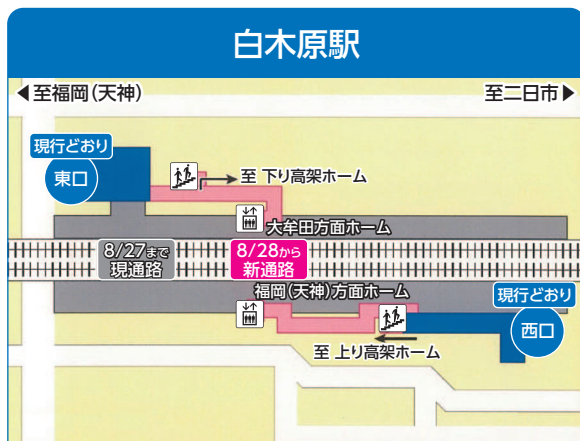 白木原駅
◀至福岡(天神)
至二日市▶
現行どおり
東口
至 下り高架ホーム
大牟田方面ホーム
8/27まで
現通路
8/28から
新通路
福岡(天神)方面ホーム
現行どおり
西口
至 上り高架ホーム